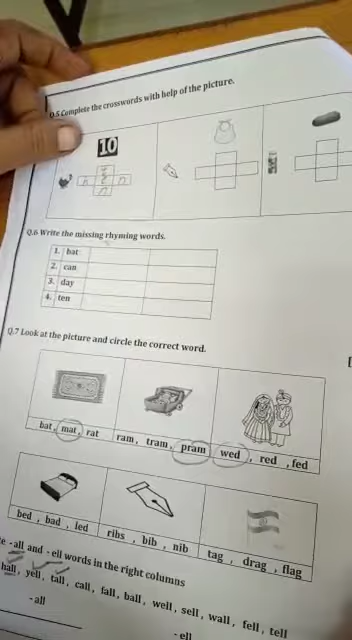 Q.5 Complete the crosswords with help of the picture.
10
Q.6 Write the missing rhyming words.
1. bat
2. can
3. day
4. ten
Q.7 Look at the picture and circle the correct word.
bat, mat, rat
ram, tram, pram
wed , red , fed
bed , bad , led
ribs , bib , nib
tag , drag , flag
-all and -ell words in the right columns
hall, yell, tall, call, fall, ball, well, sell, wall, fell, tell
-all
-ell